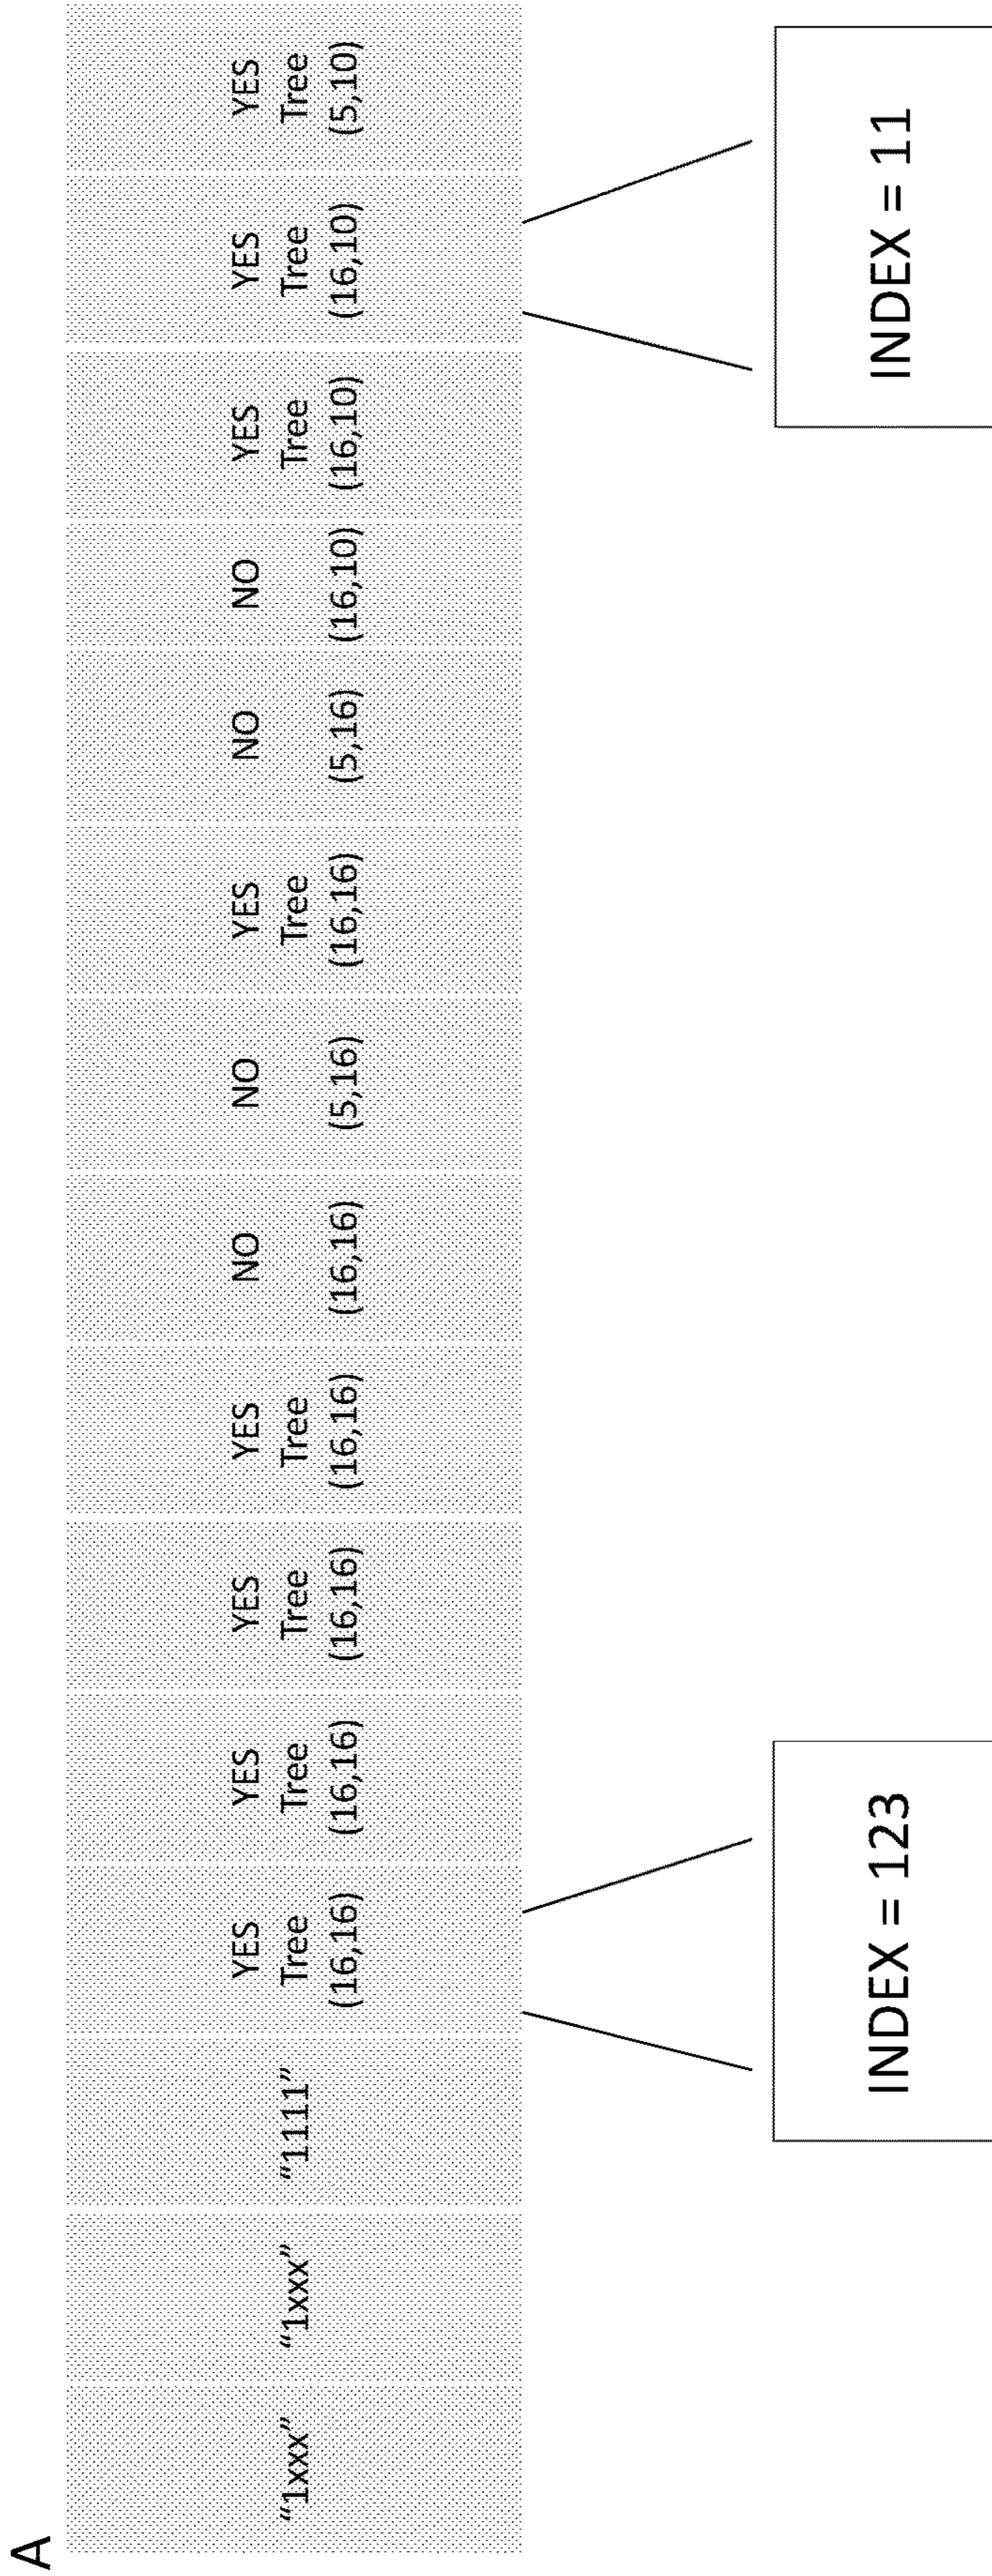 A
“1xxx”
“1xxx”
“1111”
YES
Tree
(16,16)
YES
Tree
(16,16)
YES
Tree
(16,16)
YES
Tree
(16,16)
NO
(16,16)
NO
(5,16)
YES
Tree
(16,16)
NO
(5,16)
NO
(16,10)
YES
Tree
(16,10)
YES
Tree
(16,10)
YES
Tree
(5,10)
INDEX = 123
INDEX = 11